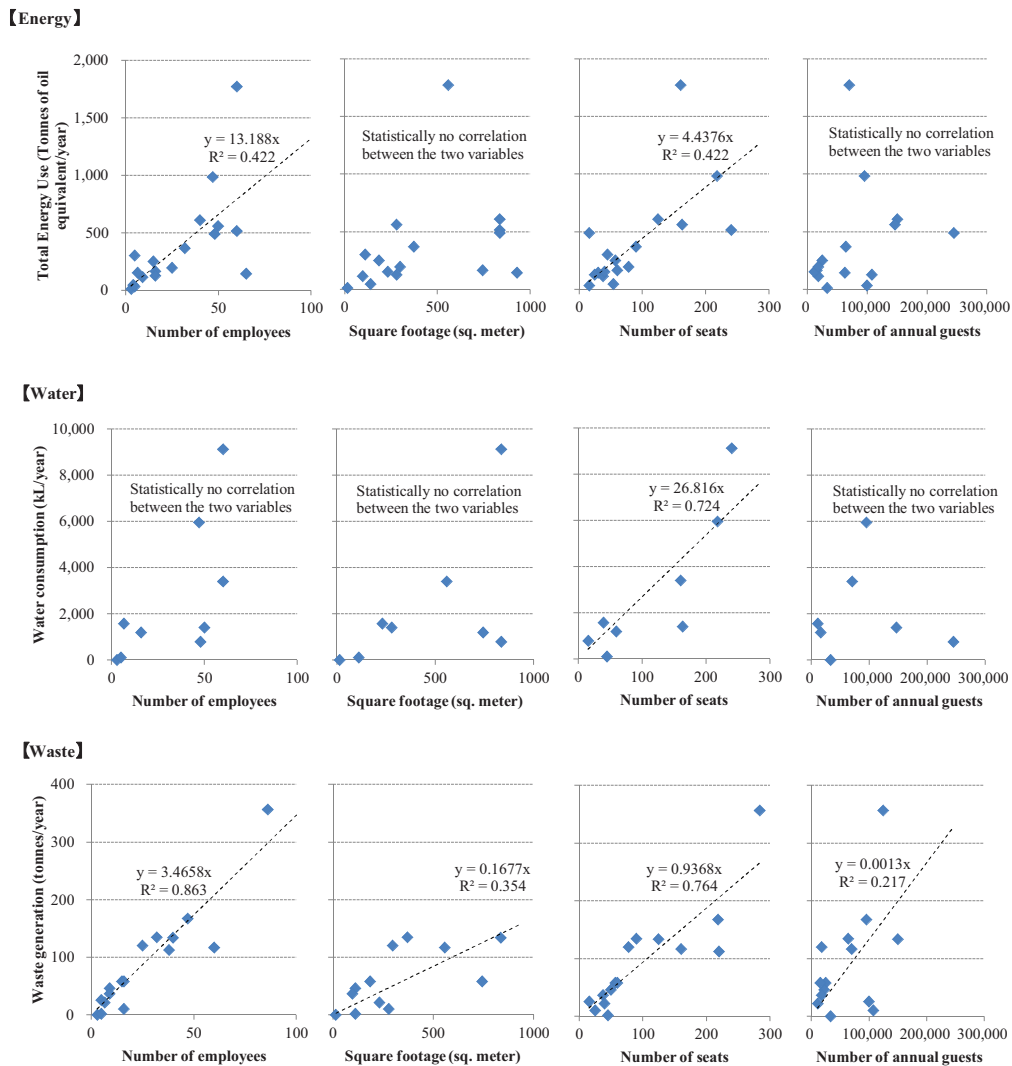 【Energy】
Total Energy Use (Tonnes of oil
equivalent/year)
2,000
1,500
1,000
500
0
y = 13.188x
R² = 0.422
0 50 100
Number of employees
Statistically no correlation
between the two variables
0 500 1000
Square footage (sq. meter)
y = 4.4376x
R² = 0.422
0 100 200 300
Number of seats
Statistically no correlation
between the two variables
0 100,000 200,000 300,000
Number of annual guests
【Water】
Water consumption (kL/year)
10,000
8,000
6,000
4,000
2,000
0
Statistically no correlation
between the two variables
0 50 100
Number of employees
Statistically no correlation
between the two variables
0 500 1000
Square footage (sq. meter)
y = 26.816x
R² = 0.724
0 100 200 300
Number of seats
Statistically no correlation
between the two variables
0 100,000 200,000 300,000
Number of annual guests
【Waste】
Waste generation (tonnes/year)
400
300
200
100
0
y = 3.4658x
R² = 0.863
0 50 100
Number of employees
y = 0.1677x
R² = 0.354
0 500 1000
Square footage (sq. meter)
y = 0.9368x
R² = 0.764
0 100 200 300
Number of seats
y = 0.0013x
R² = 0.217
0 100,000 200,000 300,000
Number of annual guests